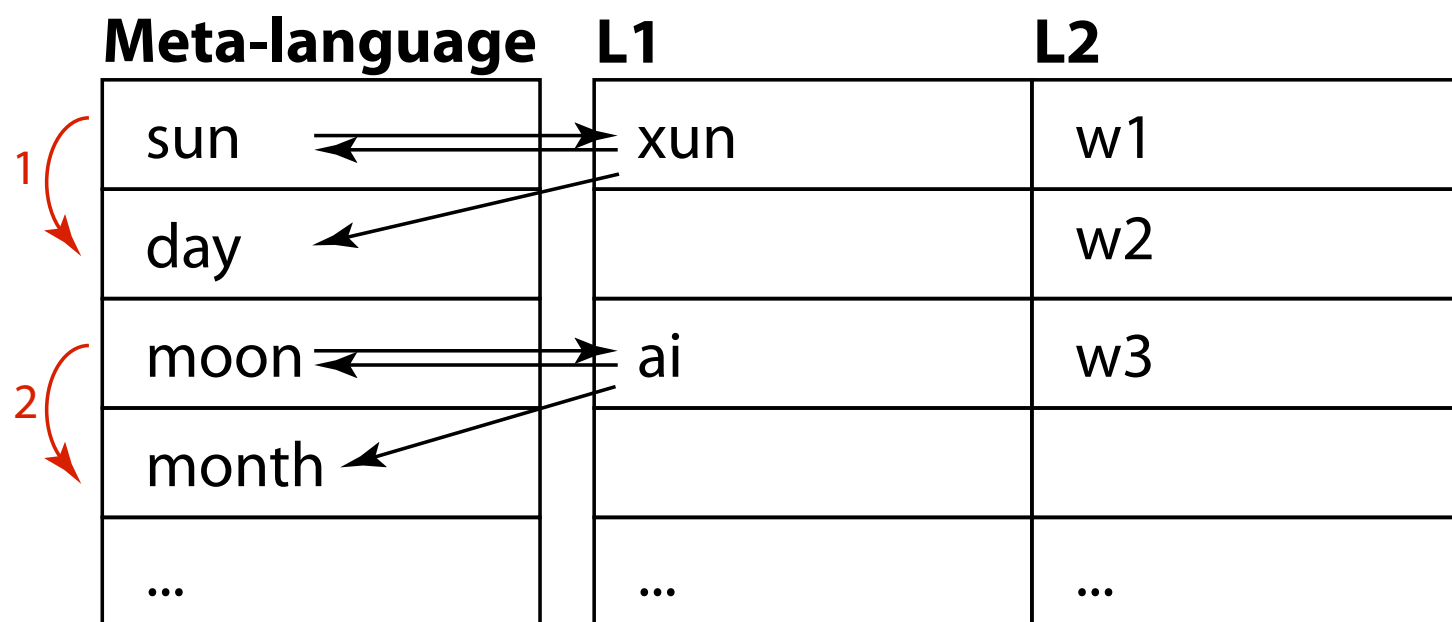 Meta-language L1 L2
sun xun w1
1
day w2
moon ai w3
2
month
... ... ...